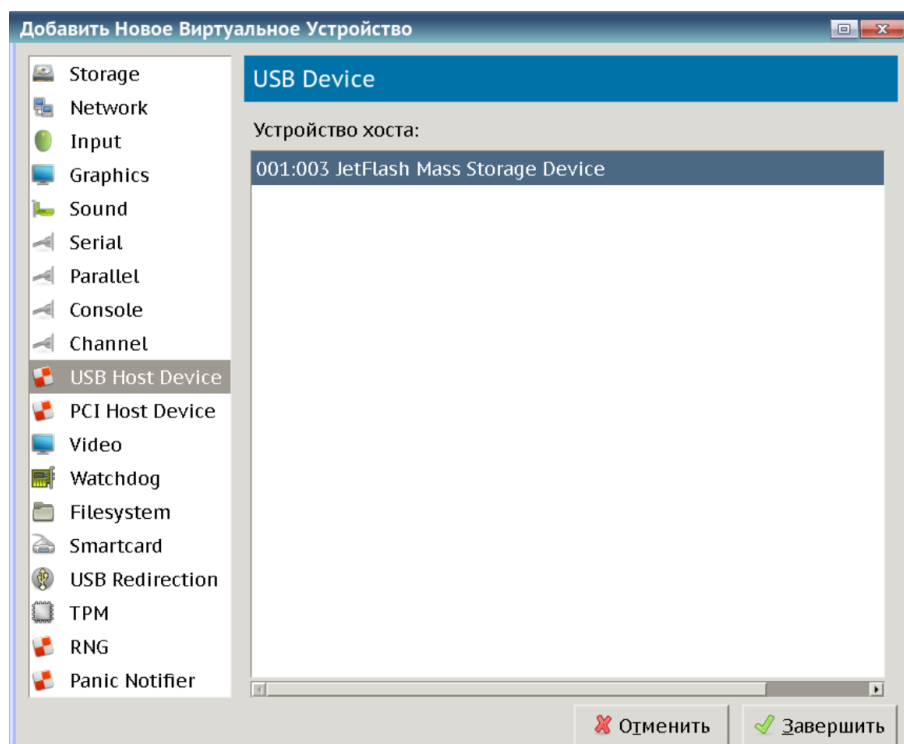 Добавить Новое Виртуальное Устройство
Storage
Network
Input
Graphics
Sound
Serial
Parallel
Console
Channel
USB Host Device
PCI Host Device
Video
Watchdog
Filesystem
Smartcard
USB Redirection
TPM
RNG
Panic Notifier
USB Device
Устройство хоста:
001:003 JetFlash Mass Storage Device
Отменить
Завершить